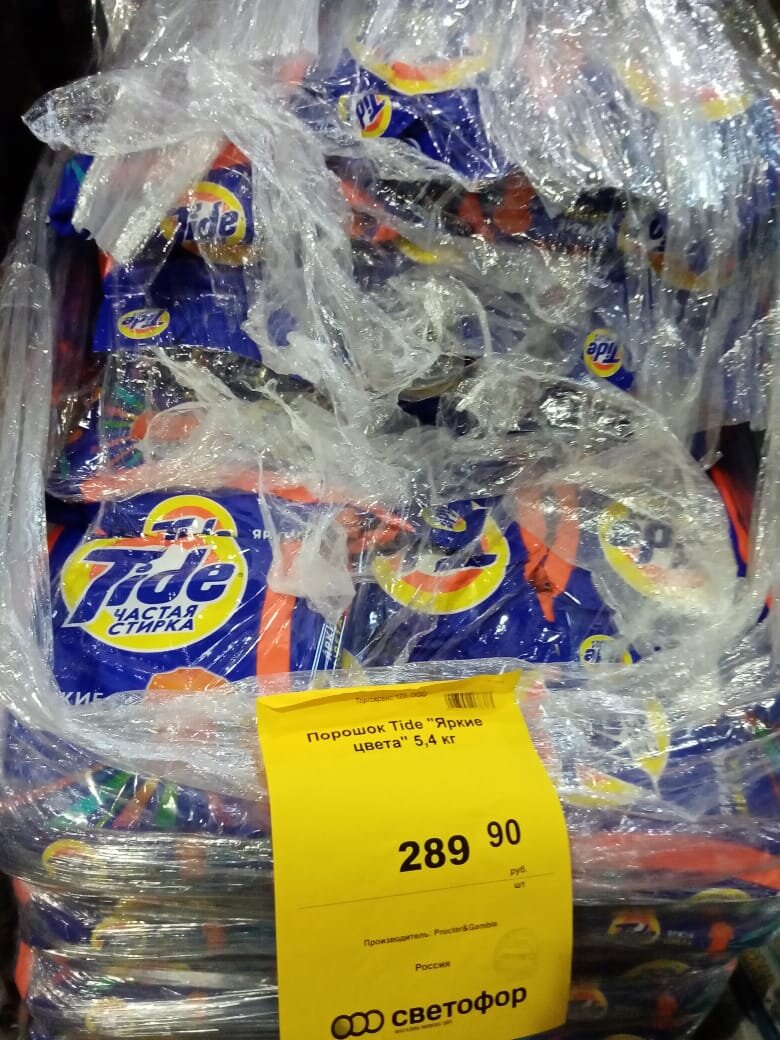 Tide
Tide
Tide
Tide
Tide
ЧАСТАЯ
СТИРКА
Порошок Tide "Яркие
цвета" 5,4 кг
289 90
руб.
шт
Производитель: Procter&Gamble
Россия
светофор